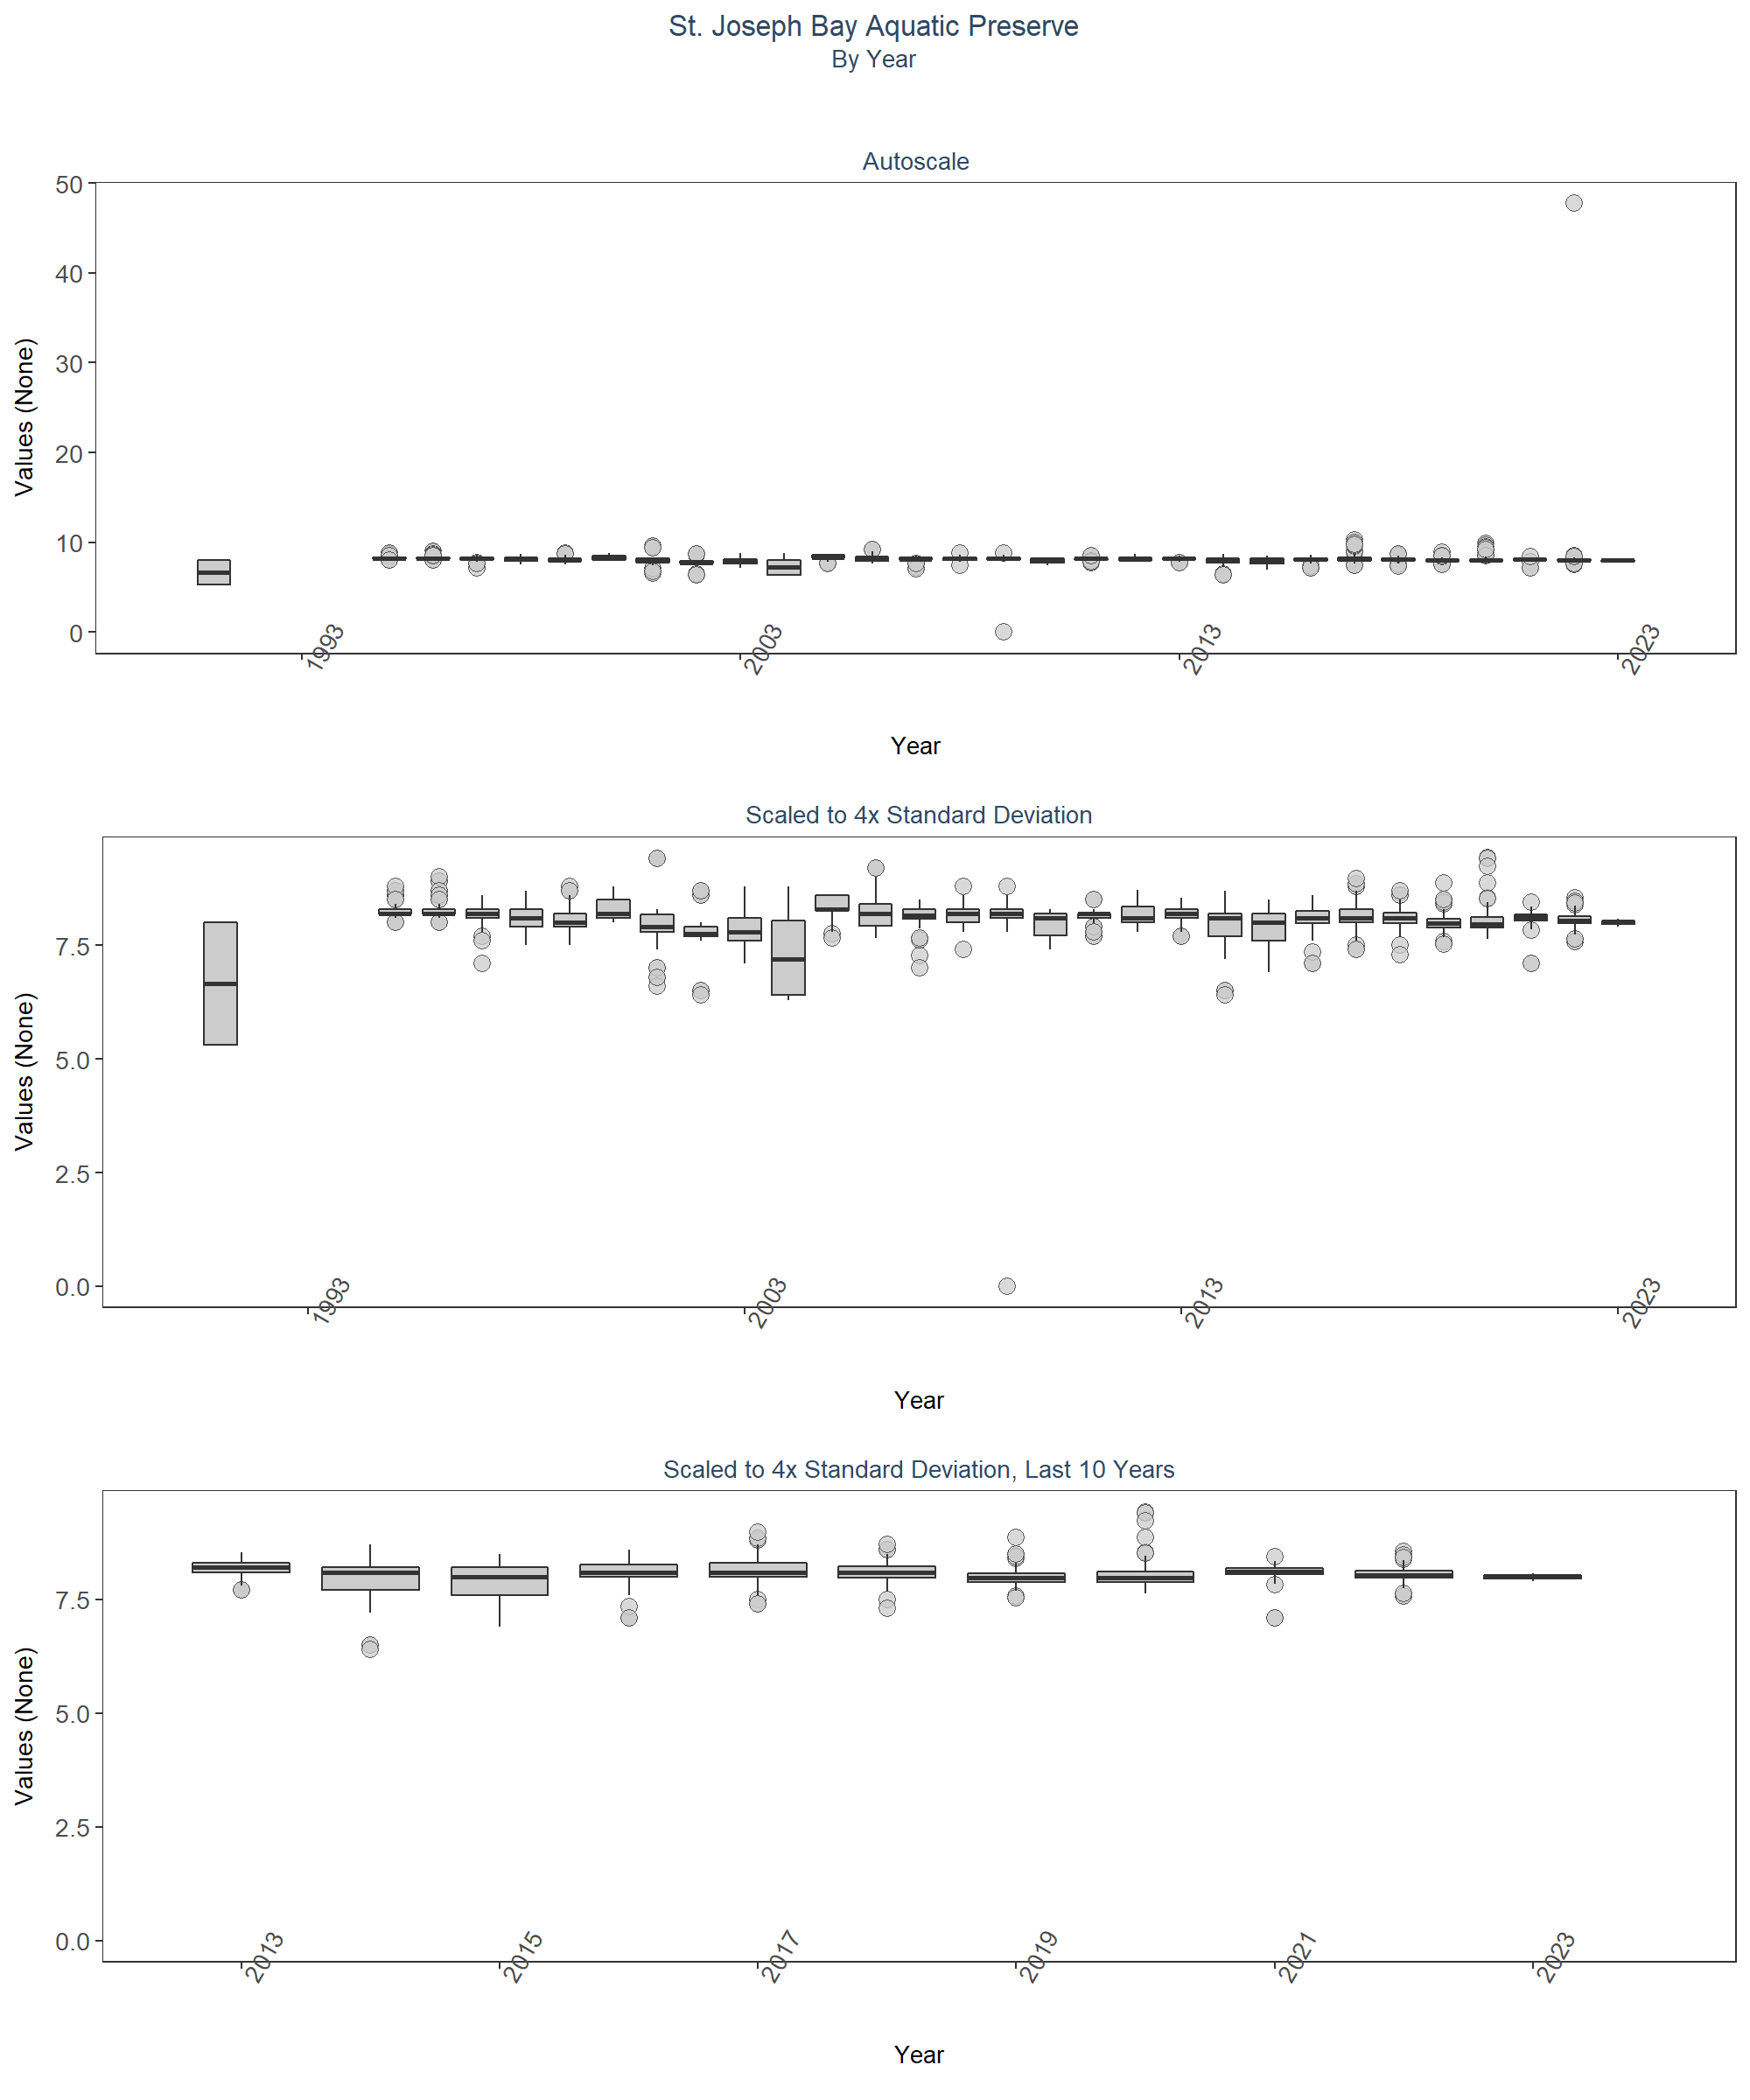 St. Joseph Bay Aquatic Preserve
By Year
Autoscale
50
40
30
20
10
0
Values (None)
1993
2003
2013
2023
Year
Scaled to 4x Standard Deviation
7.5
5.0
2.5
0.0
Values (None)
1993
2003
2013
2023
Year
Scaled to 4x Standard Deviation, Last 10 Years
7.5
5.0
2.5
0.0
Values (None)
2013
2015
2017
2019
2021
2023
Year